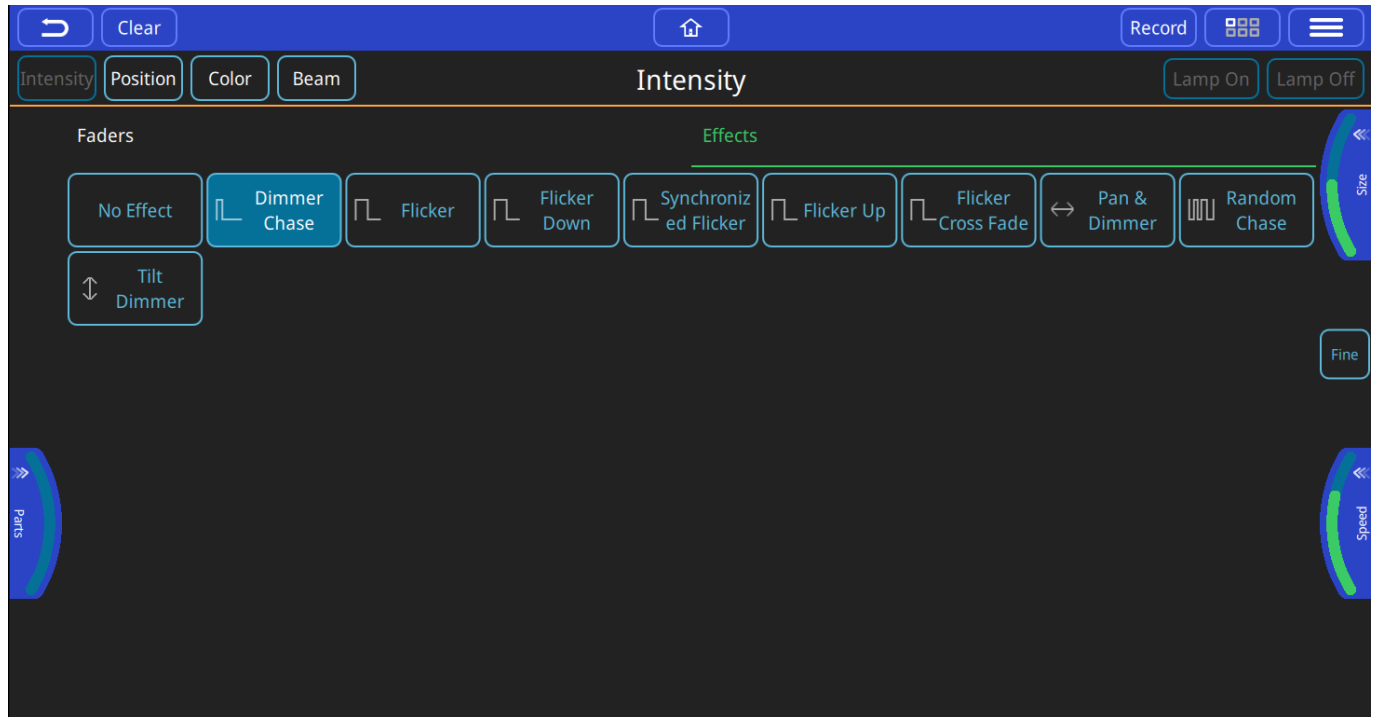 Clear
Record
Intensity
Position
Color
Beam
Intensity
Lamp On
Lamp Off
Faders
Effects
Size
No Effect
Dimmer
Chase
Flicker
Flicker
Down
Synchroniz
ed Flicker
Flicker Up
Flicker
Cross Fade
Pan &
Dimmer
Random
Chase
Tilt
Dimmer
Fine
Parts
Speed